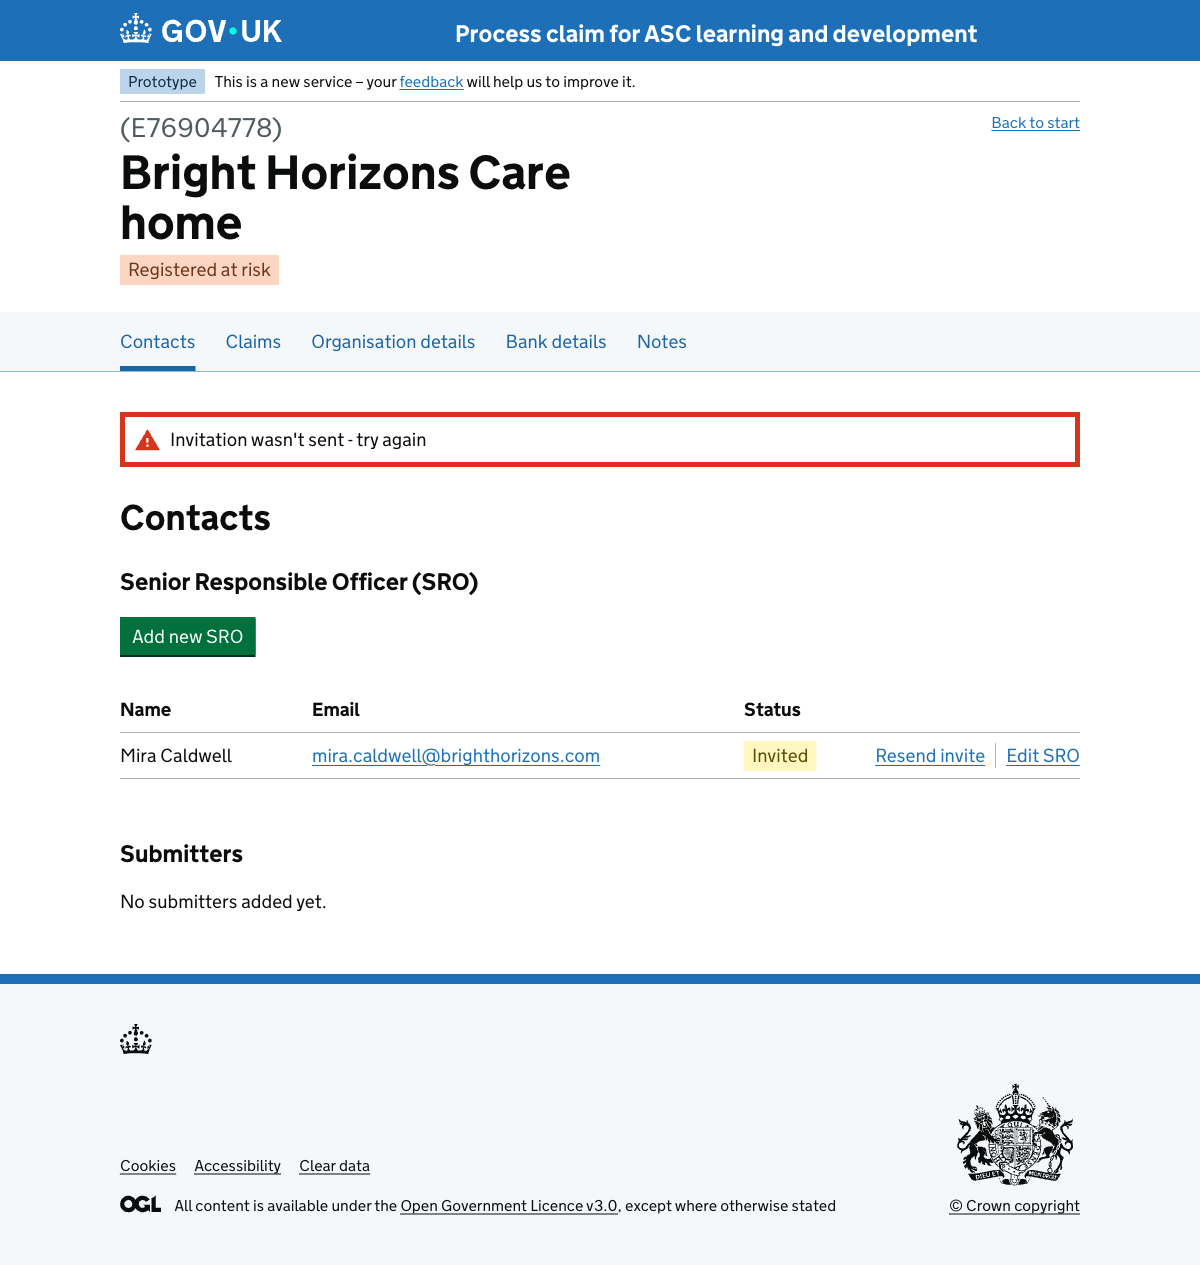 GOV·UK
Process claim for ASC learning and development
Prototype This is a new service – your feedback will help us to improve it.
(E76904778)
Back to start
Bright Horizons Care
home
Registered at risk
Contacts Claims Organisation details Bank details Notes
Invitation wasn't sent - try again
Contacts
Senior Responsible Officer (SRO)
Add new SRO
Name Email Status
Mira Caldwell mira.caldwell@brighthorizons.com Invited Resend invite Edit SRO
Submitters
No submitters added yet.
Cookies Accessibility Clear data
OGL All content is available under the Open Government Licence v3.0, except where otherwise stated
© Crown copyright